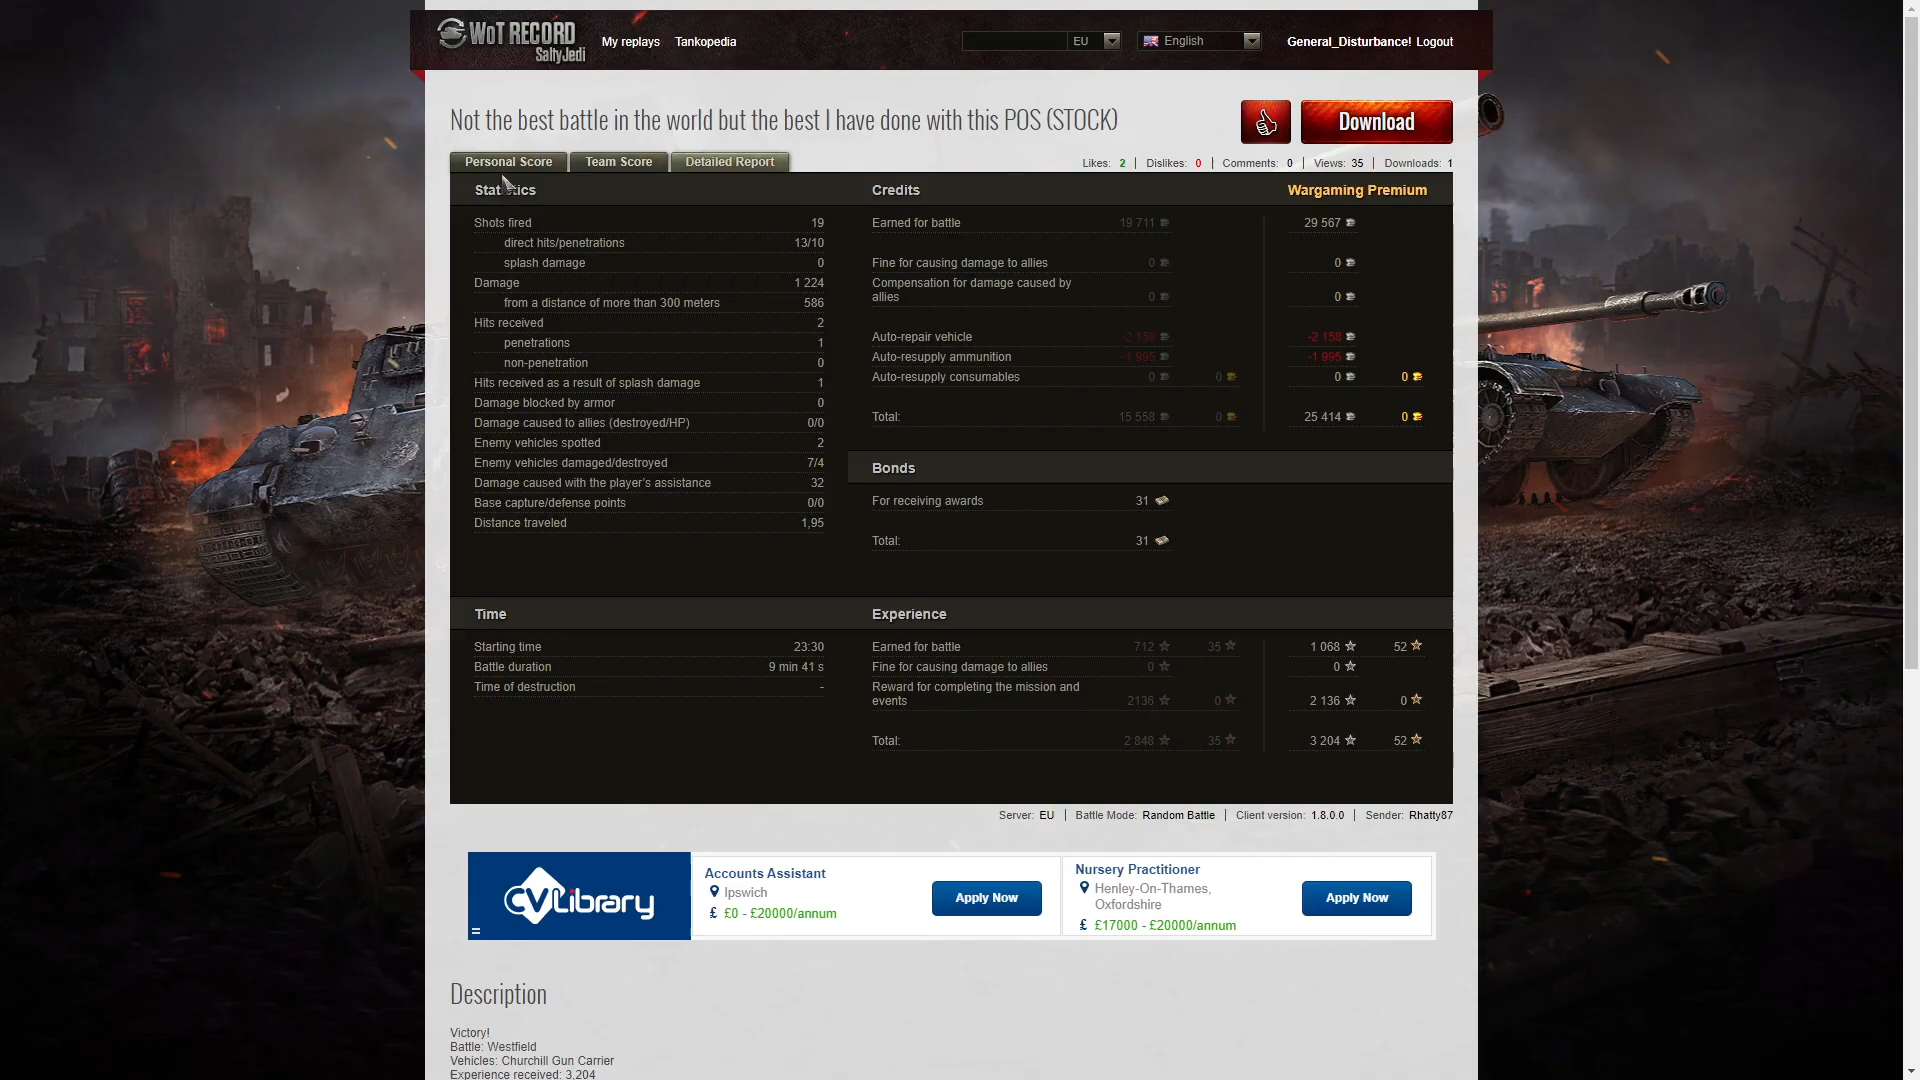 WOT RECORD
SaltyJedi
My replays
Tankopedia
EU
English
General_Disturbance! Logout
Not the best battle in the world but the best I have done with this POS (STOCK)
Download
Personal Score
Team Score
Detailed Report
Likes: 2 | Dislikes: 0 | Comments: 0 | Views: 35 | Downloads: 1
Statistics
Shots fired 19
direct hits/penetrations 13/10
splash damage 0
Damage 1 224
from a distance of more than 300 meters 586
Hits received 2
penetrations 1
non-penetration 0
Hits received as a result of splash damage 1
Damage blocked by armor 0
Damage caused to allies (destroyed/HP) 0/0
Enemy vehicles spotted 2
Enemy vehicles damaged/destroyed 7/4
Damage caused with the player's assistance 32
Base capture/defense points 0/0
Distance traveled 1,95
Credits Wargaming Premium
Earned for battle 19 711 29 567
Fine for causing damage to allies 0 0
Compensation for damage caused by
allies 0 0
Auto-repair vehicle -2 158 -2 158
Auto-resupply ammunition -1 995 -1 995
Auto-resupply consumables 0 0 0 0
Total: 15 558 0 25 414 0
Bonds
For receiving awards 31
Total: 31
Time
Starting time 23:30
Battle duration 9 min 41 s
Time of destruction -
Experience
Earned for battle 712 35 1 068 52
Fine for causing damage to allies 0 0
Reward for completing the mission and
events 2136 0 2 136 0
Total: 2 848 35 3 204 52
Server: EU | Battle Mode: Random Battle | Client version: 1.8.0.0 | Sender: Rhatty87
CVLibrary
Accounts Assistant
Ipswich
£ £0 - £20000/annum
Apply Now
Nursery Practitioner
Henley-On-Thames,
Oxfordshire
£ £17000 - £20000/annum
Apply Now
Description
Victory!
Battle: Westfield
Vehicles: Churchill Gun Carrier
Experience received: 3,204